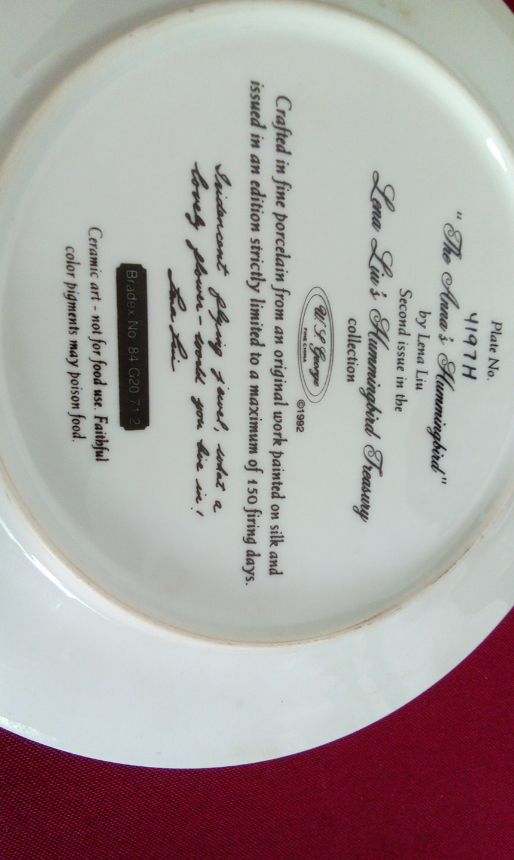 Plate No.
4197H
"The Anna's Hummingbird"
by Lena Liu
Second issue in the
Lena Liu's Hummingbird Treasury
collection
W S George
FINE CHINA
©1992
Crafted in fine porcelain from an original work painted on silk and
issued in an edition strictly limited to a maximum of 150 firing days.
Iridescent flying jewel, what a
lovely flower - world you live in!
Lena Liu
Bradex No. 84 G20 71.2
Ceramic art - not for food use. Faithful
color pigments may poison food.